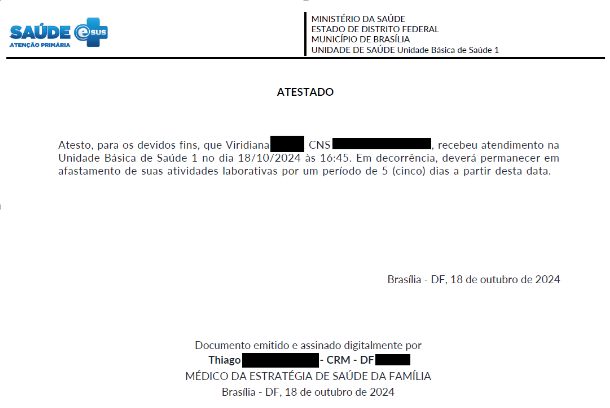 SAÚDE e SUS
ATENÇÃO PRIMÁRIA
MINISTÉRIO DA SAÚDE
ESTADO DE DISTRITO FEDERAL
MUNICÍPIO DE BRASÍLIA
UNIDADE DE SAÚDE Unidade Básica de Saúde 1
ATESTADO
Atesto, para os devidos fins, que Viridiana CNS , recebeu atendimento na
Unidade Básica de Saúde 1 no dia 18/10/2024 às 16:45. Em decorrência, deverá permanecer em
afastamento de suas atividades laborativas por um período de 5 (cinco) dias a partir desta data.
Brasília - DF, 18 de outubro de 2024
Documento emitido e assinado digitalmente por
Thiago - CRM - DF
MÉDICO DA ESTRATÉGIA DE SAÚDE DA FAMÍLIA
Brasília - DF, 18 de outubro de 2024